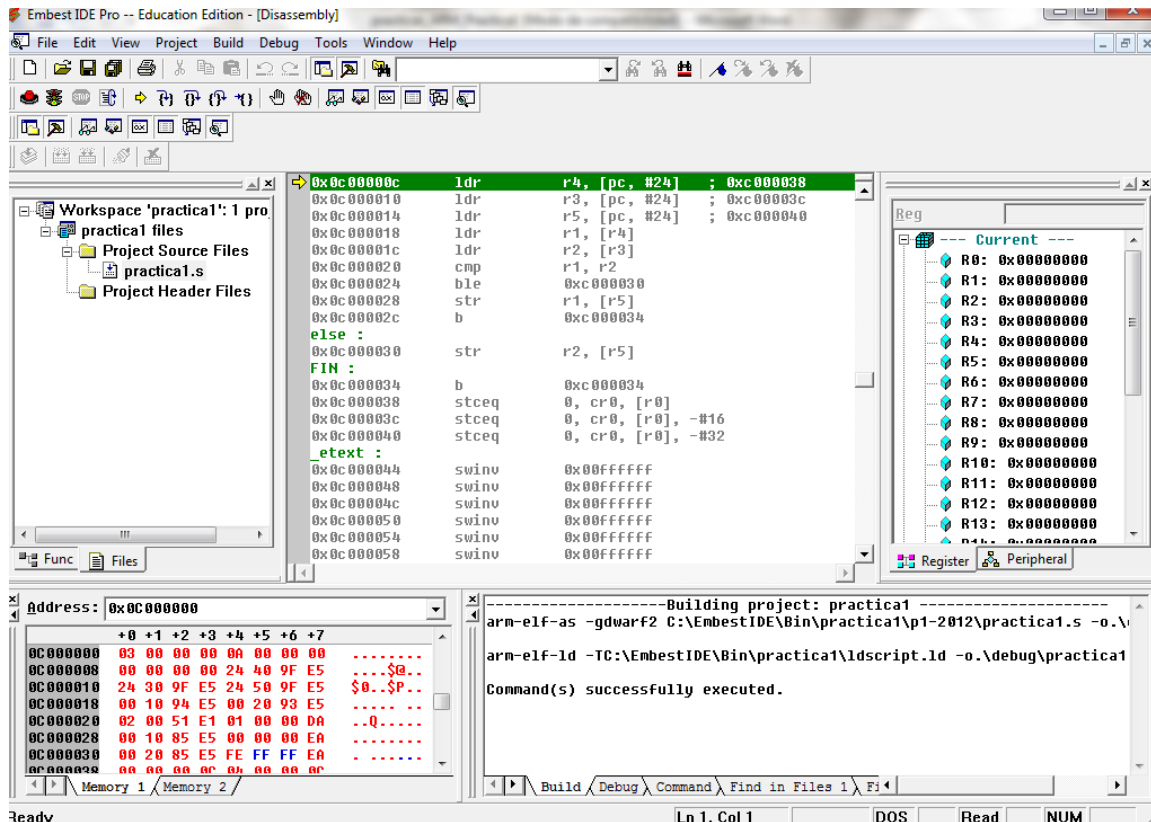 Embest IDE Pro -- Education Edition - [Disassembly]
File Edit View Project Build Debug Tools Window Help
STOP
Workspace 'practica1': 1 pro
practica1 files
Project Source Files
practica1.s
Project Header Files
Func Files
0x0c00000c ldr r4, [pc, #24] ; 0xc000038
0x0c000010 ldr r3, [pc, #24] ; 0xc00003c
0x0c000014 ldr r5, [pc, #24] ; 0xc000040
0x0c000018 ldr r1, [r4]
0x0c00001c ldr r2, [r3]
0x0c000020 cmp r1, r2
0x0c000024 ble 0xc000030
0x0c000028 str r1, [r5]
0x0c00002c b 0xc000034
else :
0x0c000030 str r2, [r5]
FIN :
0x0c000034 b 0xc000034
0x0c000038 stceq 0, cr0, [r0]
0x0c00003c stceq 0, cr0, [r0], -#16
0x0c000040 stceq 0, cr0, [r0], -#32
_etext :
0x0c000044 swinv 0x00ffffff
0x0c000048 swinv 0x00ffffff
0x0c00004c swinv 0x00ffffff
0x0c000050 swinv 0x00ffffff
0x0c000054 swinv 0x00ffffff
0x0c000058 swinv 0x00ffffff
Reg
--- Current ---
R0: 0x00000000
R1: 0x00000000
R2: 0x00000000
R3: 0x00000000
R4: 0x00000000
R5: 0x00000000
R6: 0x00000000
R7: 0x00000000
R8: 0x00000000
R9: 0x00000000
R10: 0x00000000
R11: 0x00000000
R12: 0x00000000
R13: 0x00000000
Register Peripheral
Address: 0x0C000000
+0 +1 +2 +3 +4 +5 +6 +7
0C000000 03 00 00 00 0A 00 00 00 ........
0C000008 00 00 00 00 24 40 9F E5 ....$@..
0C000010 24 30 9F E5 24 50 9F E5 $0..$P..
0C000018 00 10 94 E5 00 20 93 E5 ..... ..
0C000020 02 00 51 E1 01 00 00 DA ..Q.....
0C000028 00 10 85 E5 00 00 00 EA ........
0C000030 00 20 85 E5 FE FF FF EA . ......
0C000038 00 00 00 0C 04 00 00 0C
Memory 1 Memory 2
--------------------Building project: practica1 ---------------------
arm-elf-as -gdwarf2 C:\EmbestIDE\Bin\practica1\p1-2012\practica1.s -o.\
arm-elf-ld -TC:\EmbestIDE\Bin\practica1\ldscript.ld -o.\debug\practica1
Command(s) successfully executed.
Build Debug Command Find in Files 1 Fi
Ready Ln 1, Col 1 DOS Read NUM